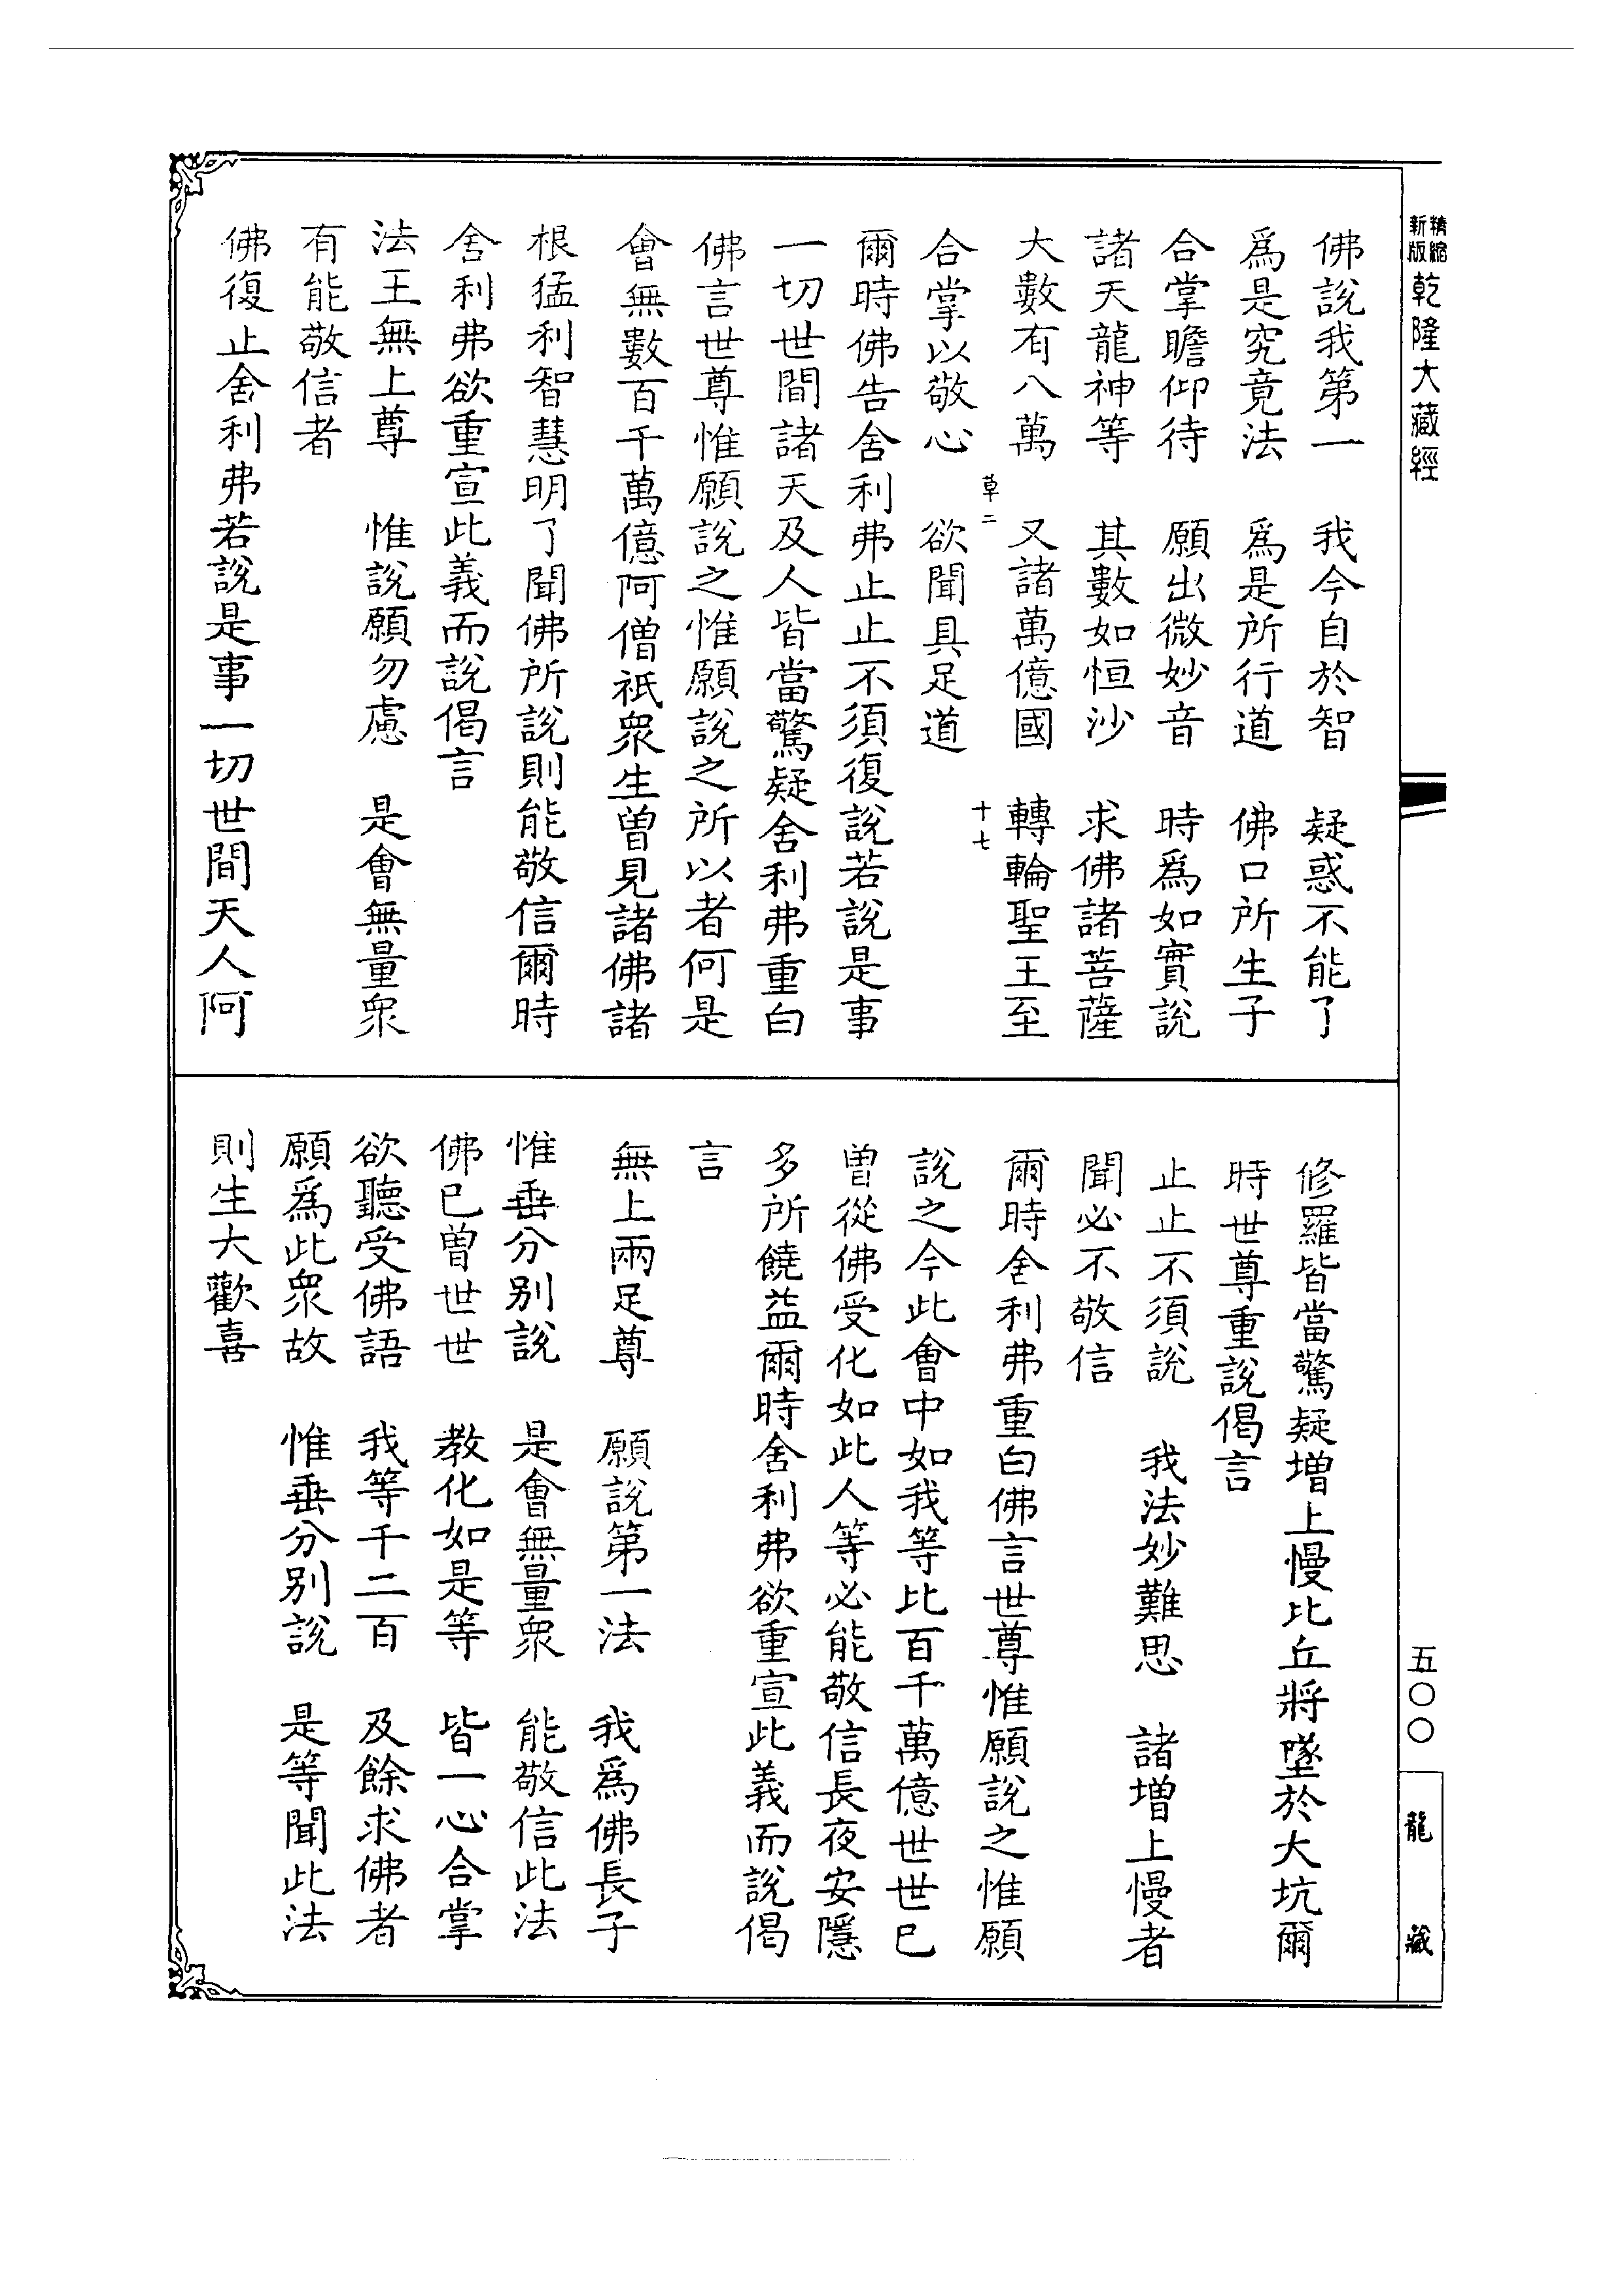 新版精縮
乾隆大藏經
佛說我第一　我今自於智　疑惑不能了
爲是究竟法　爲是所行道　佛口所生子
合掌瞻仰待　願出微妙音　時爲如實說
諸天龍神等　其數如恒沙　求佛諸菩薩
大數有八萬　又諸萬億國　轉輪聖王至
草二　十七
合掌以敬心　欲聞具足道
爾時佛告舍利弗止止不須復說若說是事
一切世間諸天及人皆當驚疑舍利弗重白
佛言世尊惟願說之惟願說之所以者何是
會無數百千萬億阿僧祇衆生曾見諸佛諸
根猛利智慧明了聞佛所說則能敬信爾時
舍利弗欲重宣此義而說偈言
法王無上尊　惟說願勿慮　是會無量衆
有能敬信者
佛復止舍利弗若說是事一切世間天人阿
修羅皆當驚疑增上慢比丘將墜於大坑爾
時世尊重說偈言
止止不須說　我法妙難思　諸增上慢者
聞必不敬信
爾時舍利弗重白佛言世尊惟願說之惟願
說之今此會中如我等比百千萬億世世已
曾從佛受化如此人等必能敬信長夜安隱
多所饒益爾時舍利弗欲重宣此義而說偈
言
無上兩足尊　願說第一法　我爲佛長子
惟垂分別說　是會無量衆　能敬信此法
佛已曾世世　教化如是等　皆一心合掌
欲聽受佛語　我等千二百　及餘求佛者
願爲此衆故　惟垂分別說　是等聞此法
則生大歡喜
五〇〇
龍藏